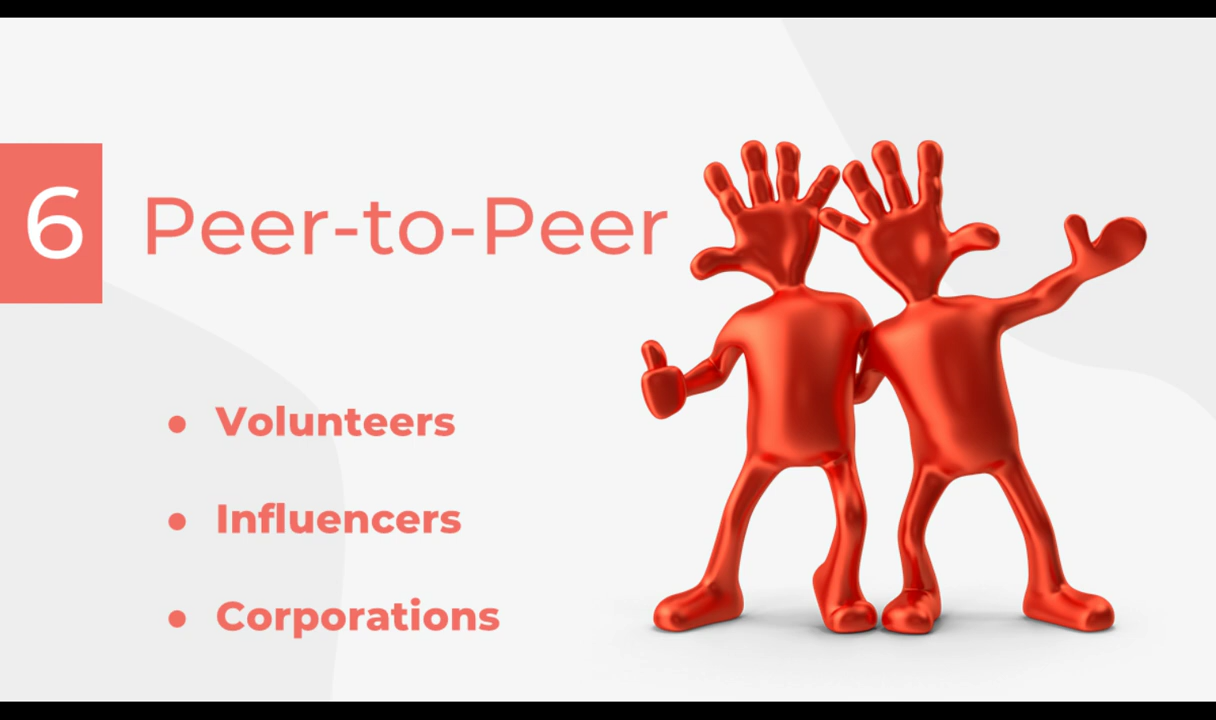 6 Peer-to-Peer
• Volunteers
• Influencers
• Corporations